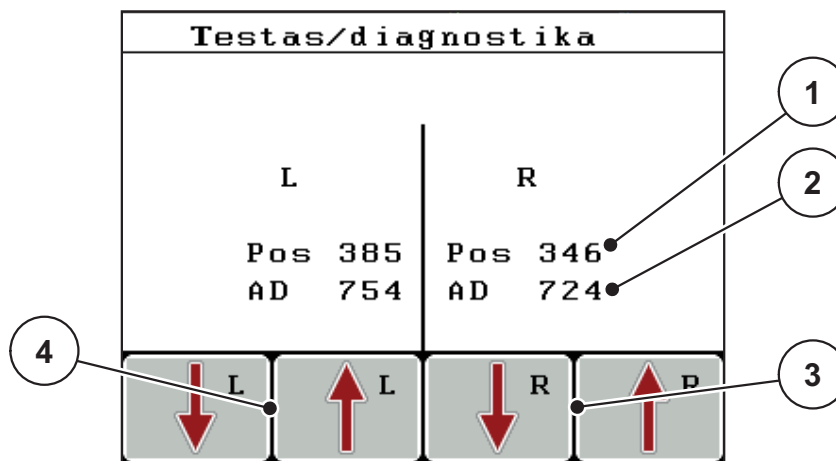 Testas/diagnostika
1
L R
2
Pos 385 Pos 346
AD 754 AD 724
4
3
L L R R